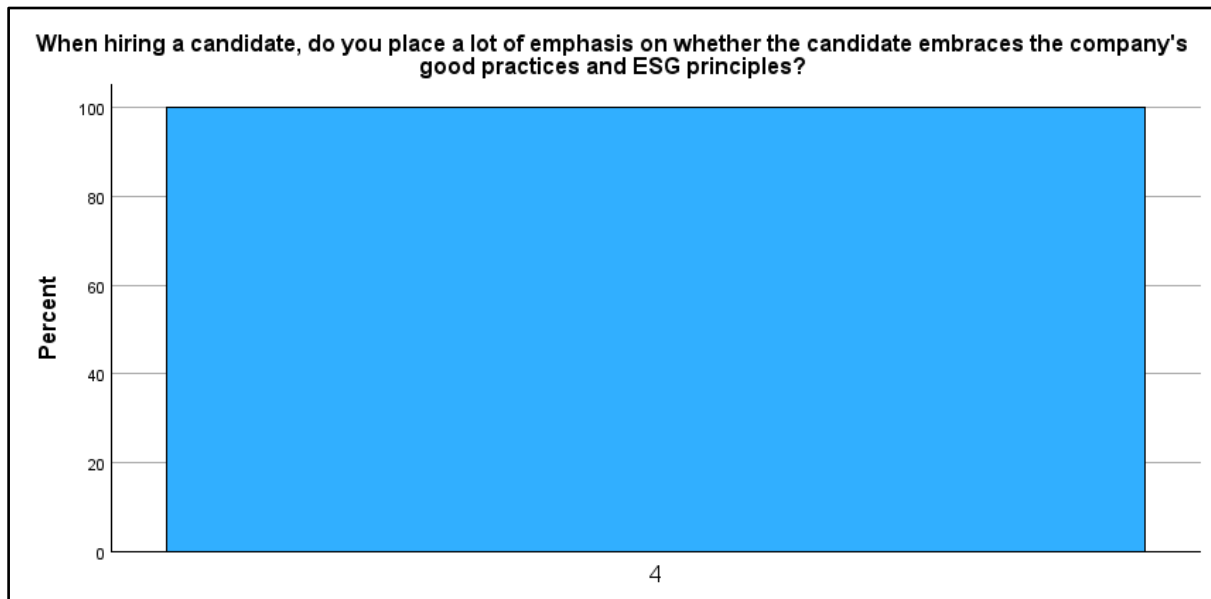 When hiring a candidate, do you place a lot of emphasis on whether the candidate embraces the company's
good practices and ESG principles?
100
80
60
40
20
0
Percent
4